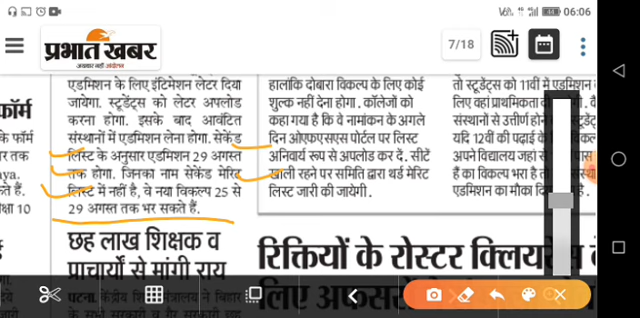 06:06
प्रभात खबर
अखबार नहीं आंदोलन
7/18
एडमिशन के लिए इंटिमेशन लेटर दिया
जायेगा. स्टूडेंट्स को लेटर अपलोड
करना होगा. इसके बाद आवंटित
संस्थानों में एडमिशन लेना होगा. सेकेंड
लिस्ट के अनुसार एडमिशन 29 अगस्त
तक होगा. जिनका नाम सेकेंड मेरिट
लिस्ट में नहीं है, वे नया विकल्प 25 से
29 अगस्त तक भर सकते हैं.
हालांकि दोबारा विकल्प के लिए कोई
शुल्क नहीं देना होगा. कॉलेजों को
कहा गया है कि वे नामांकन के अगले
दिन ओएफएसएस पोर्टल पर लिस्ट
अनिवार्य रूप से अपलोड कर दे. सीटें
खाली रहने पर समिति द्वारा थर्ड मेरिट
लिस्ट जारी की जायेगी.
तो स्टूडेंट्स को 11वीं में एडमिशन
लिए वहां प्राथमिकता
संस्थानों से उत्तीर्ण
यदि 12वीं की पढ़ाई के
अपने विद्यालय जहां से
हैं का विकल्प भरा है तो
एडमिशन का मौका दिया
फॉर्म
के फॉर्म
तक
हैं.
10
छह लाख शिक्षक व
प्राचार्यों से मांगी राय
पटना. केंद्रीय शिक्षा मंत्रालय ने बिहार
रिक्तियों के रोस्टर क्लियरेंस
लिए अफसरों